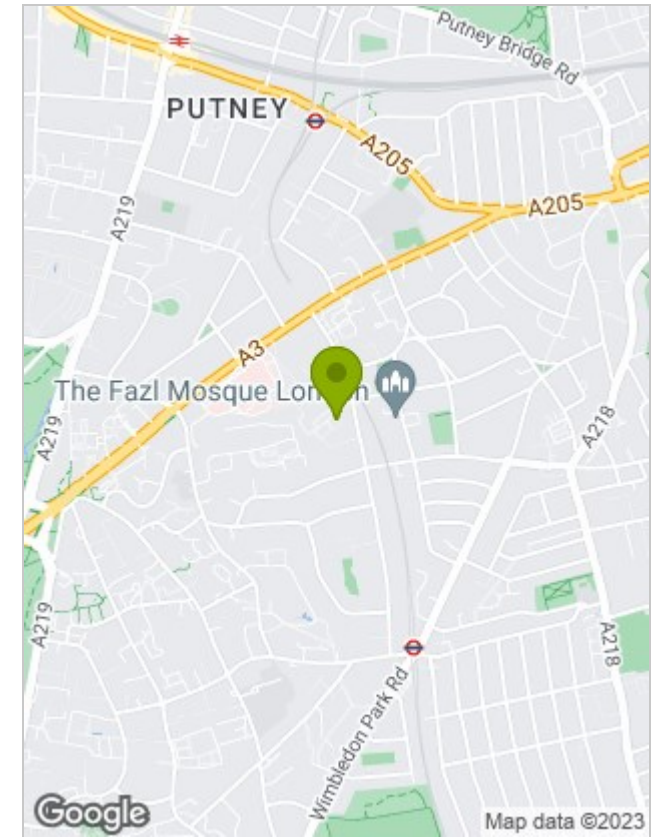 Putney Bridge Rd
PUTNEY
A205
A205
A219
A3
The Fazl Mosque London
A219
A218
A219
A218
Wimbledon Park Rd
Google
Map data ©2023